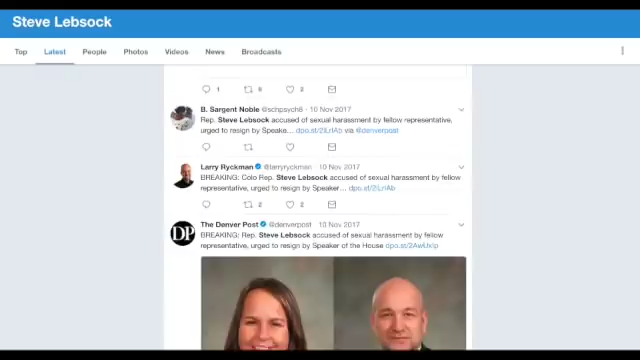 Steve Lebsock
Top Latest People Photos Videos News Broadcasts
1 8 2
B. Sargent Noble @schpsych8 · 10 Nov 2017
Rep. Steve Lebsock accused of sexual harassment by fellow representative,
urged to resign by Speake... dpo.st/2iLrIAb via @denverpost
Larry Ryckman @larryryckman · 10 Nov 2017
BREAKING: Colo Rep. Steve Lebsock accused of sexual harassment by fellow
representative, urged to resign by Speaker... dpo.st/2iLrIAb
2 2
DP
The Denver Post @denverpost · 10 Nov 2017
BREAKING: Rep. Steve Lebsock accused of sexual harassment by fellow
representative, urged to resign by Speaker of the House dpo.st/2AwUxIp